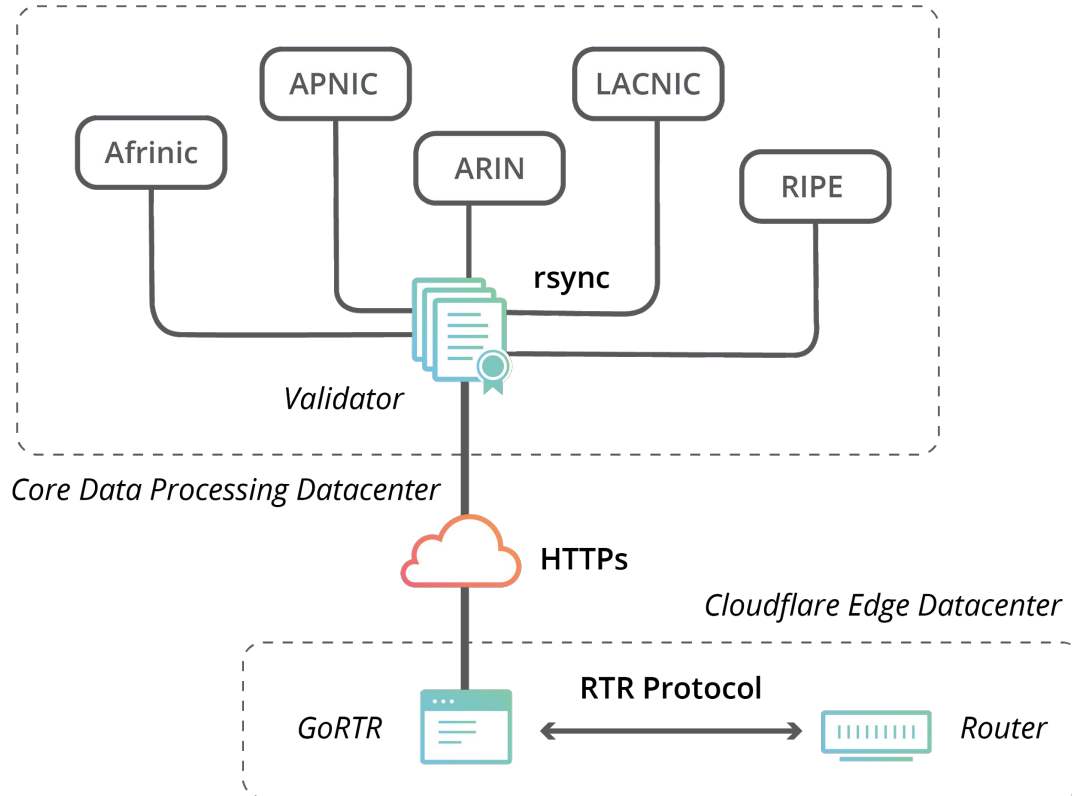 APNIC
LACNIC
Afrinic
ARIN
RIPE
rsync
Validator
Core Data Processing Datacenter
HTTPs
Cloudflare Edge Datacenter
RTR Protocol
GoRTR
Router